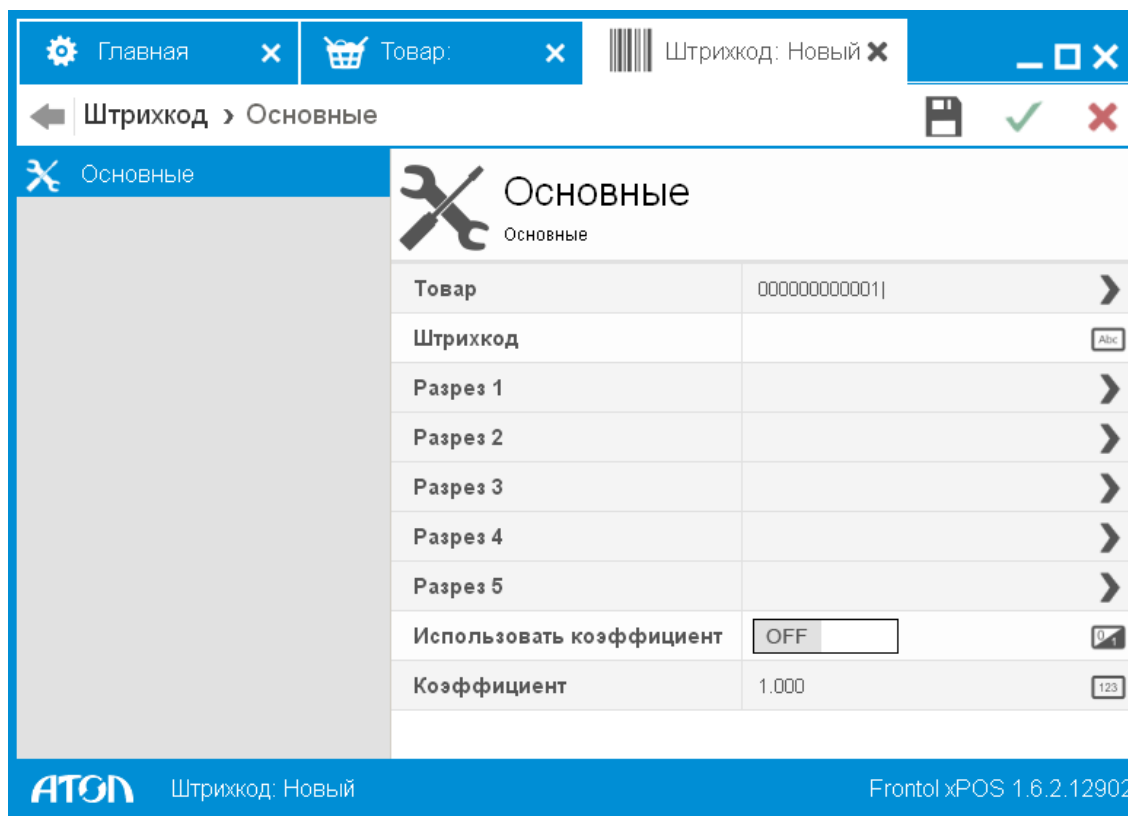 Главная
Товар:
Штрихкод: Новый
Штрихкод › Основные
Основные
Основные
Основные
Товар 000000000001|
Штрихкод Abc
Разрез 1
Разрез 2
Разрез 3
Разрез 4
Разрез 5
Использовать коэффициент OFF 0 1
Коэффициент 1.000 123
АТОЛ Штрихкод: Новый Frontol xPOS 1.6.2.12902